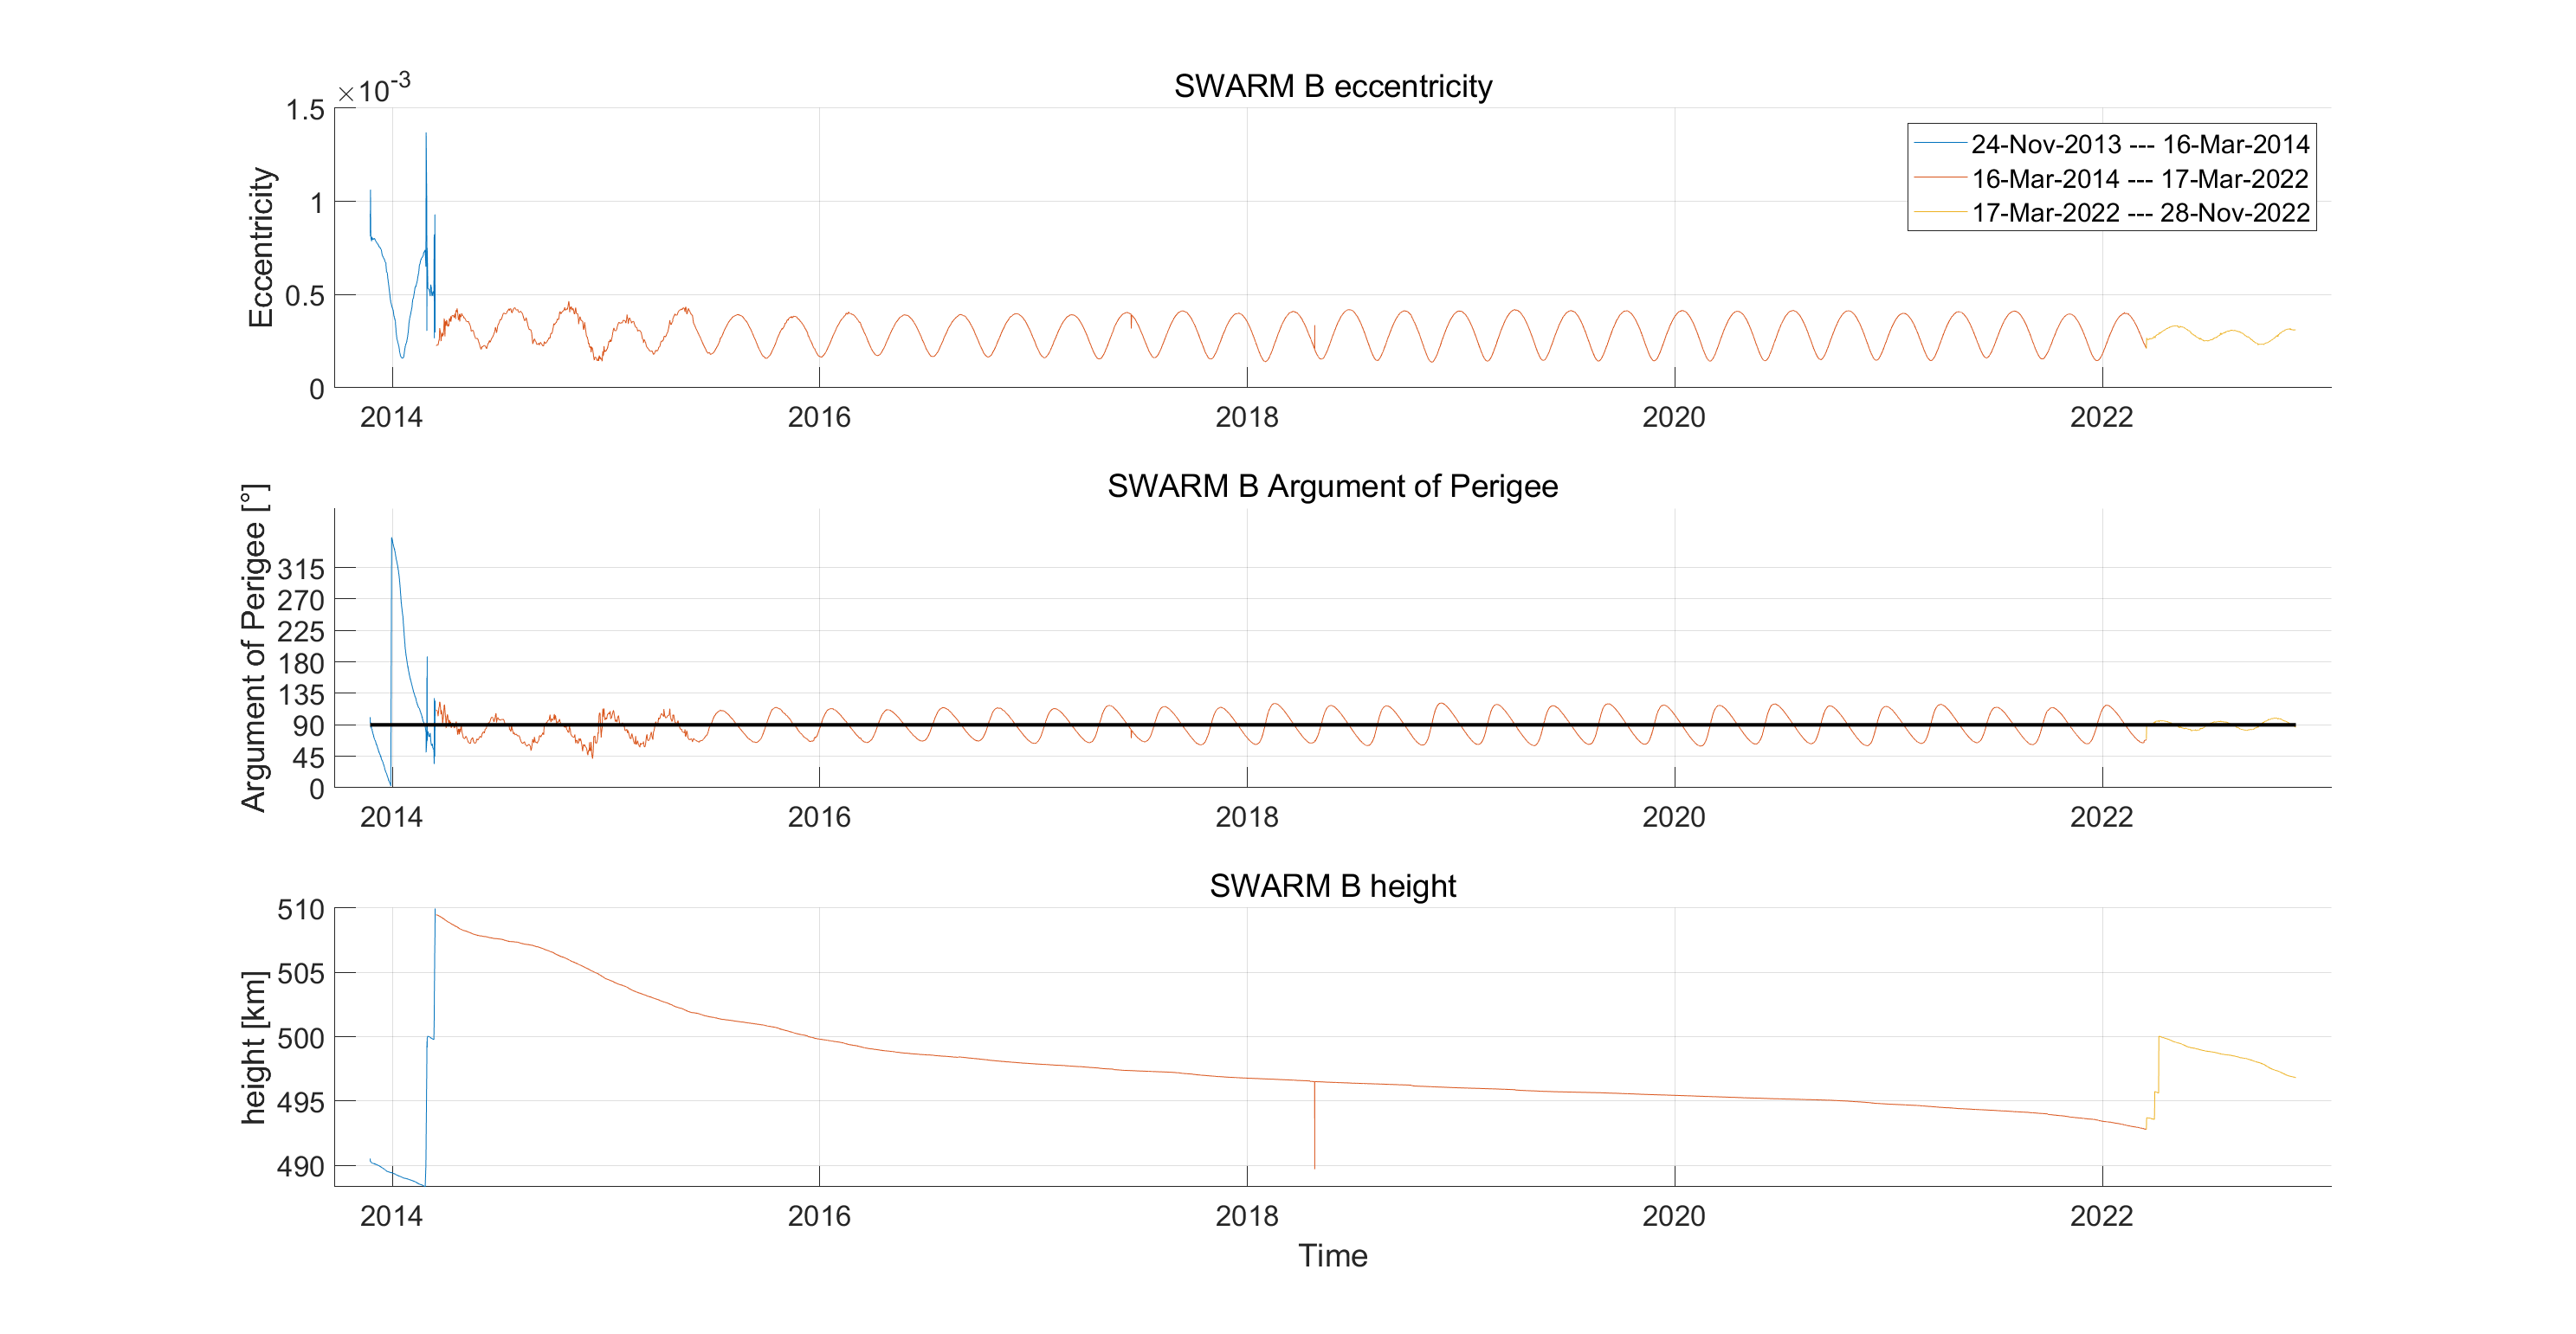 SWARM B eccentricity
×10-3
1.5
1
0.5
0
Eccentricity
24-Nov-2013 --- 16-Mar-2014
16-Mar-2014 --- 17-Mar-2022
17-Mar-2022 --- 28-Nov-2022
2014 2016 2018 2020 2022
SWARM B Argument of Perigee
Argument of Perigee [°]
315
270
225
180
135
90
45
0
2014 2016 2018 2020 2022
SWARM B height
height [km]
510
505
500
495
490
2014 2016 2018 2020 2022
Time